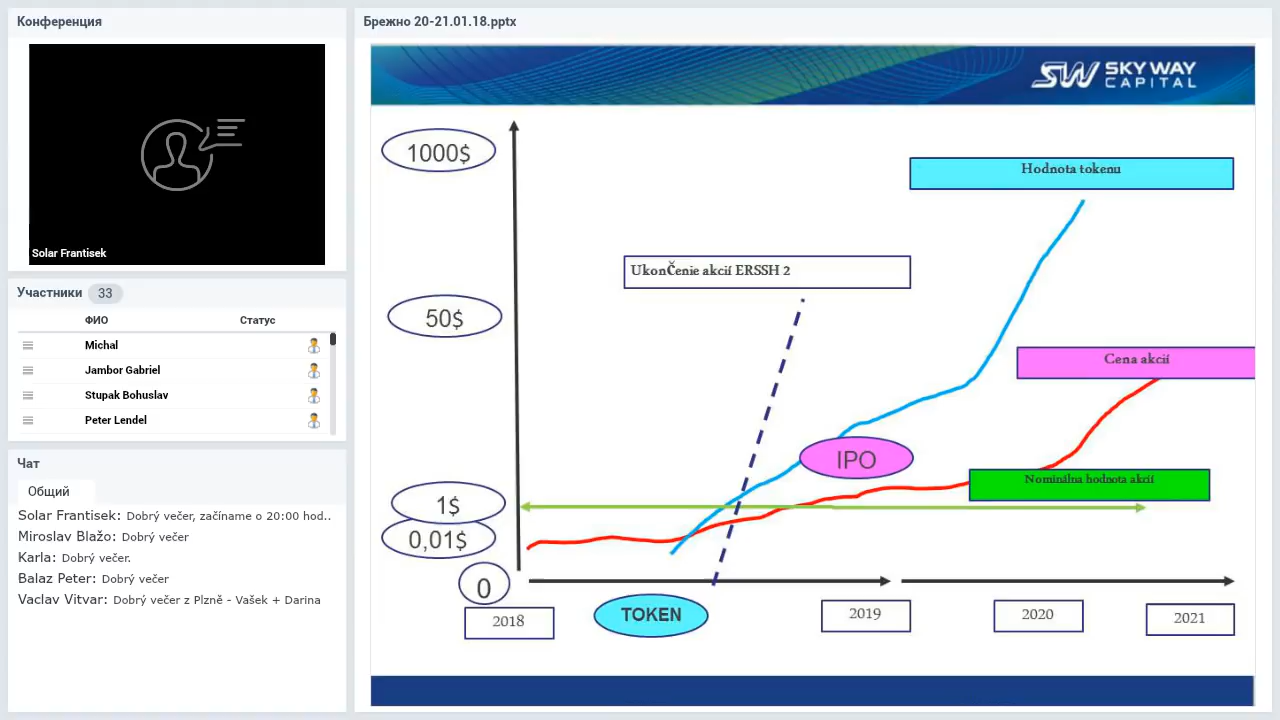 Конференция
Solar Frantisek
Участники 33
ФИО Статус
Michal
Jambor Gabriel
Stupak Bohuslav
Peter Lendel
Чат
Общий
Solar Frantisek: Dobrý večer, začíname o 20:00 hod..
Miroslav Blažo: Dobrý večer
Karla: Dobrý večer.
Balaz Peter: Dobrý večer
Vaclav Vitvar: Dobrý večer z Plzně - Vašek + Darina
Брежно 20-21.01.18.pptx
SW SKY WAY
CAPITAL
1000$
Hodnota tokenu
UkonČenie akcií ERSSH 2
50$
Cena akcií
IPO
Nominálna hodnota akcií
1$
0,01$
0
2018
TOKEN
2019
2020
2021